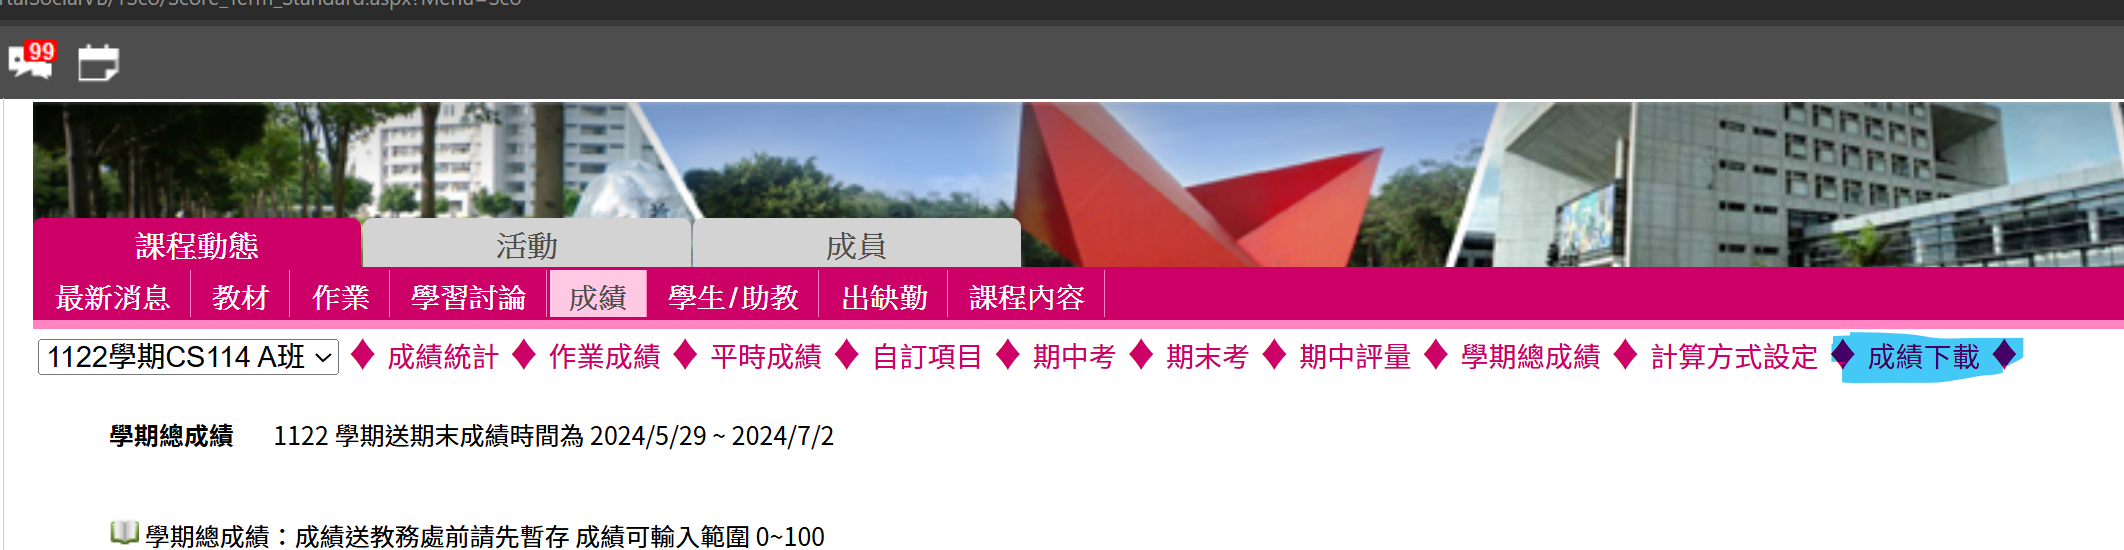 rtalSocialVB/TSco/Score_Term_Standard.aspx?Menu=Sco
99
課程動態 活動 成員
最新消息 教材 作業 學習討論 成績 學生/助教 出缺勤 課程內容
1122學期CS114 A班 ♦ 成績統計 ♦ 作業成績 ♦ 平時成績 ♦ 自訂項目 ♦ 期中考 ♦ 期末考 ♦ 期中評量 ♦ 學期總成績 ♦ 計算方式設定 ♦ 成績下載 ♦
學期總成績 1122 學期送期末成績時間為 2024/5/29 ~ 2024/7/2
學期總成績：成績送教務處前請先暫存 成績可輸入範圍 0~100